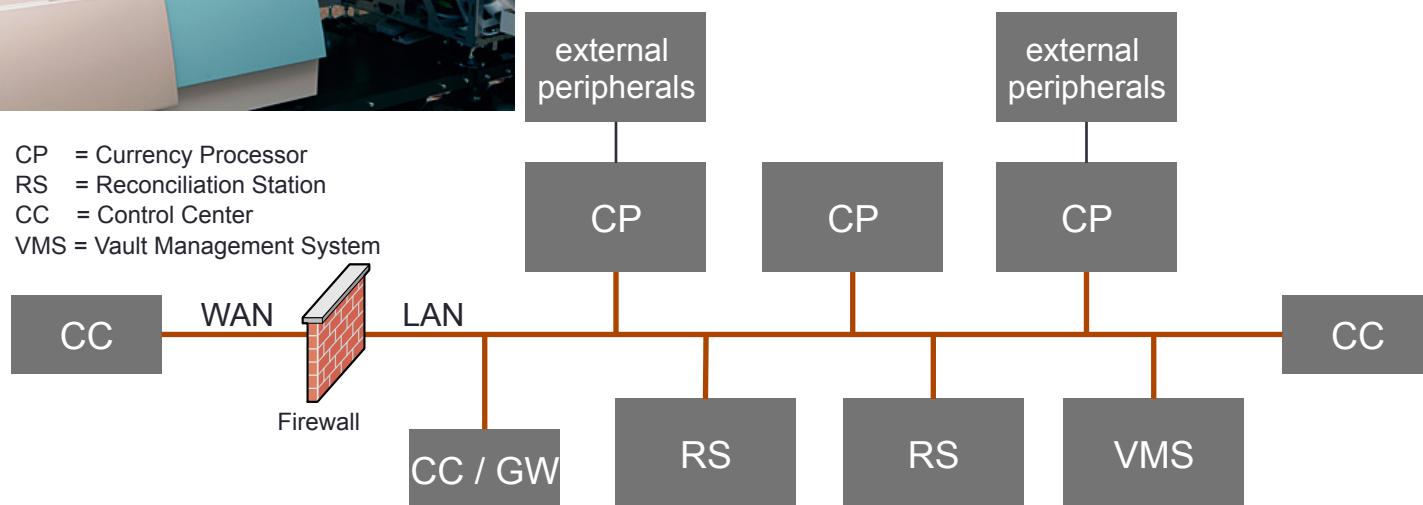 external
peripherals
external
peripherals
CP = Currency Processor
RS = Reconciliation Station
CC = Control Center
VMS = Vault Management System
CP
CP
CP
CC
WAN
LAN
CC
Firewall
CC / GW
RS
RS
VMS